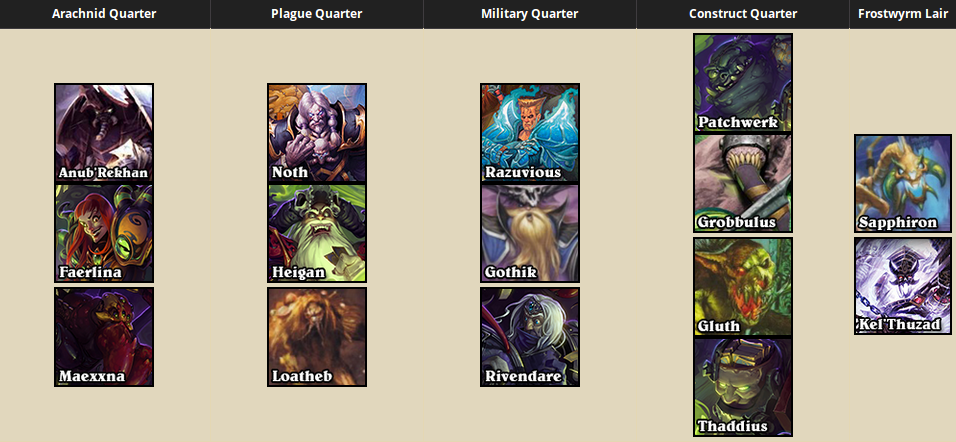 Arachnid Quarter
Plague Quarter
Military Quarter
Construct Quarter
Frostwyrm Lair
Anub'Rekhan
Faerlina
Maexxna
Noth
Heigan
Loatheb
Razuvious
Gothik
Rivendare
Patchwerk
Grobbulus
Gluth
Thaddius
Sapphiron
Kel'Thuzad